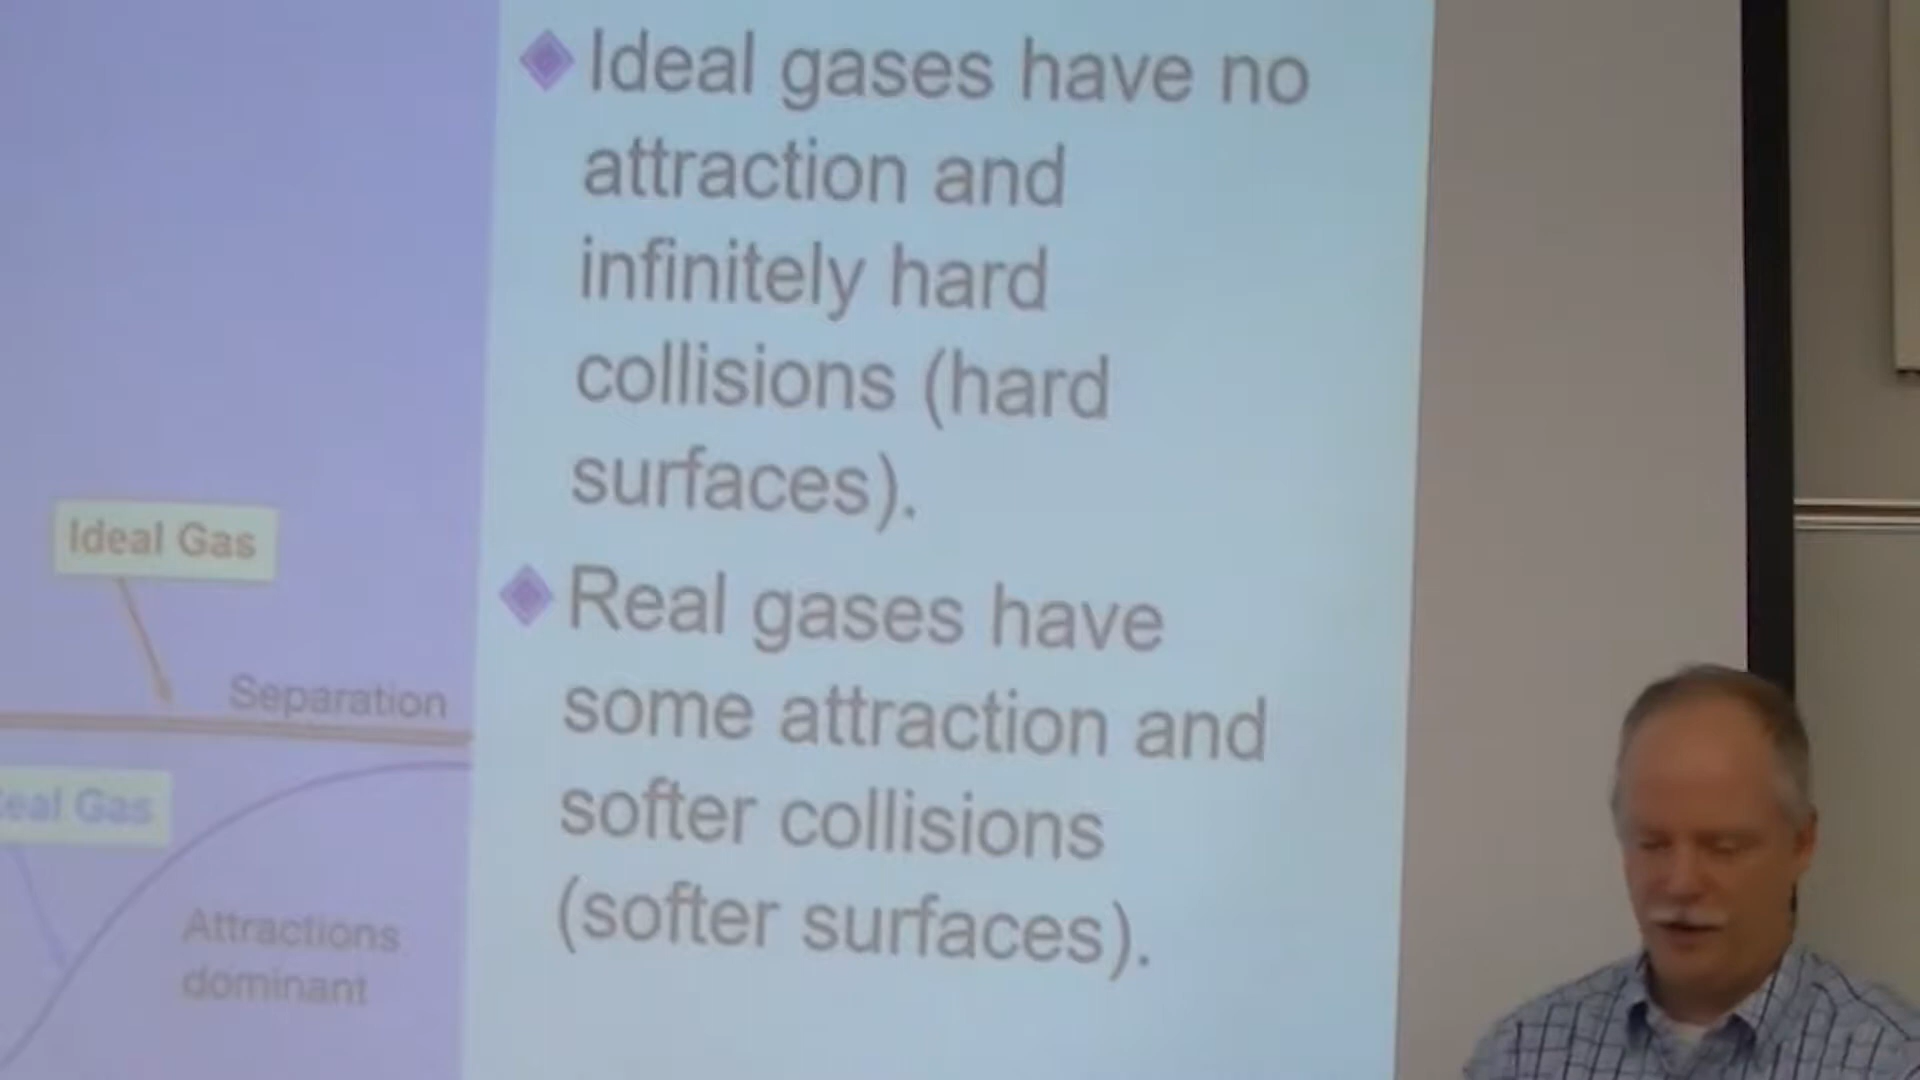 Ideal gases have no
attraction and
infinitely hard
collisions (hard
surfaces).
Real gases have
some attraction and
softer collisions
(softer surfaces).
Ideal Gas
Separation
eal Gas
Attractions
dominant